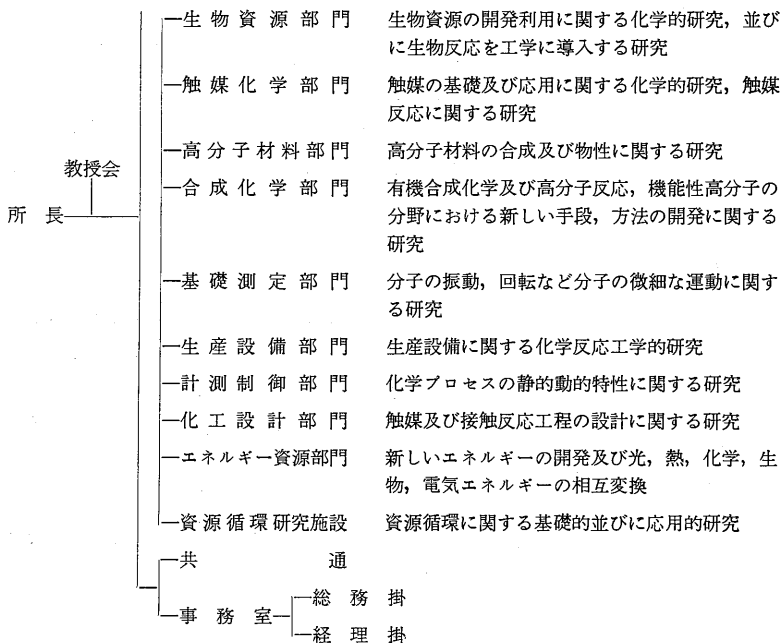 生物資源部門 生物資源の開発利用に関する化学的研究，並び
に生物反応を工学に導入する研究
触媒化学部門 触媒の基礎及び応用に関する化学的研究，触媒
反応に関する研究
高分子材料部門 高分子材料の合成及び物性に関する研究
教授会
合成化学部門 有機合成化学及び高分子反応，機能性高分子の
所長 分野における新しい手段，方法の開発に関する
研究
基礎測定部門 分子の振動，回転など分子の微細な運動に関す
る研究
生産設備部門 生産設備に関する化学反応工学的研究
計測制御部門 化学プロセスの静的動的特性に関する研究
化工設計部門 触媒及び接触反応工程の設計に関する研究
エネルギー資源部門 新しいエネルギーの開発及び光，熱，化学，生
物，電気エネルギーの相互変換
資源循環研究施設 資源循環に関する基礎的並びに応用的研究
共通
総務掛
事務室
経理掛